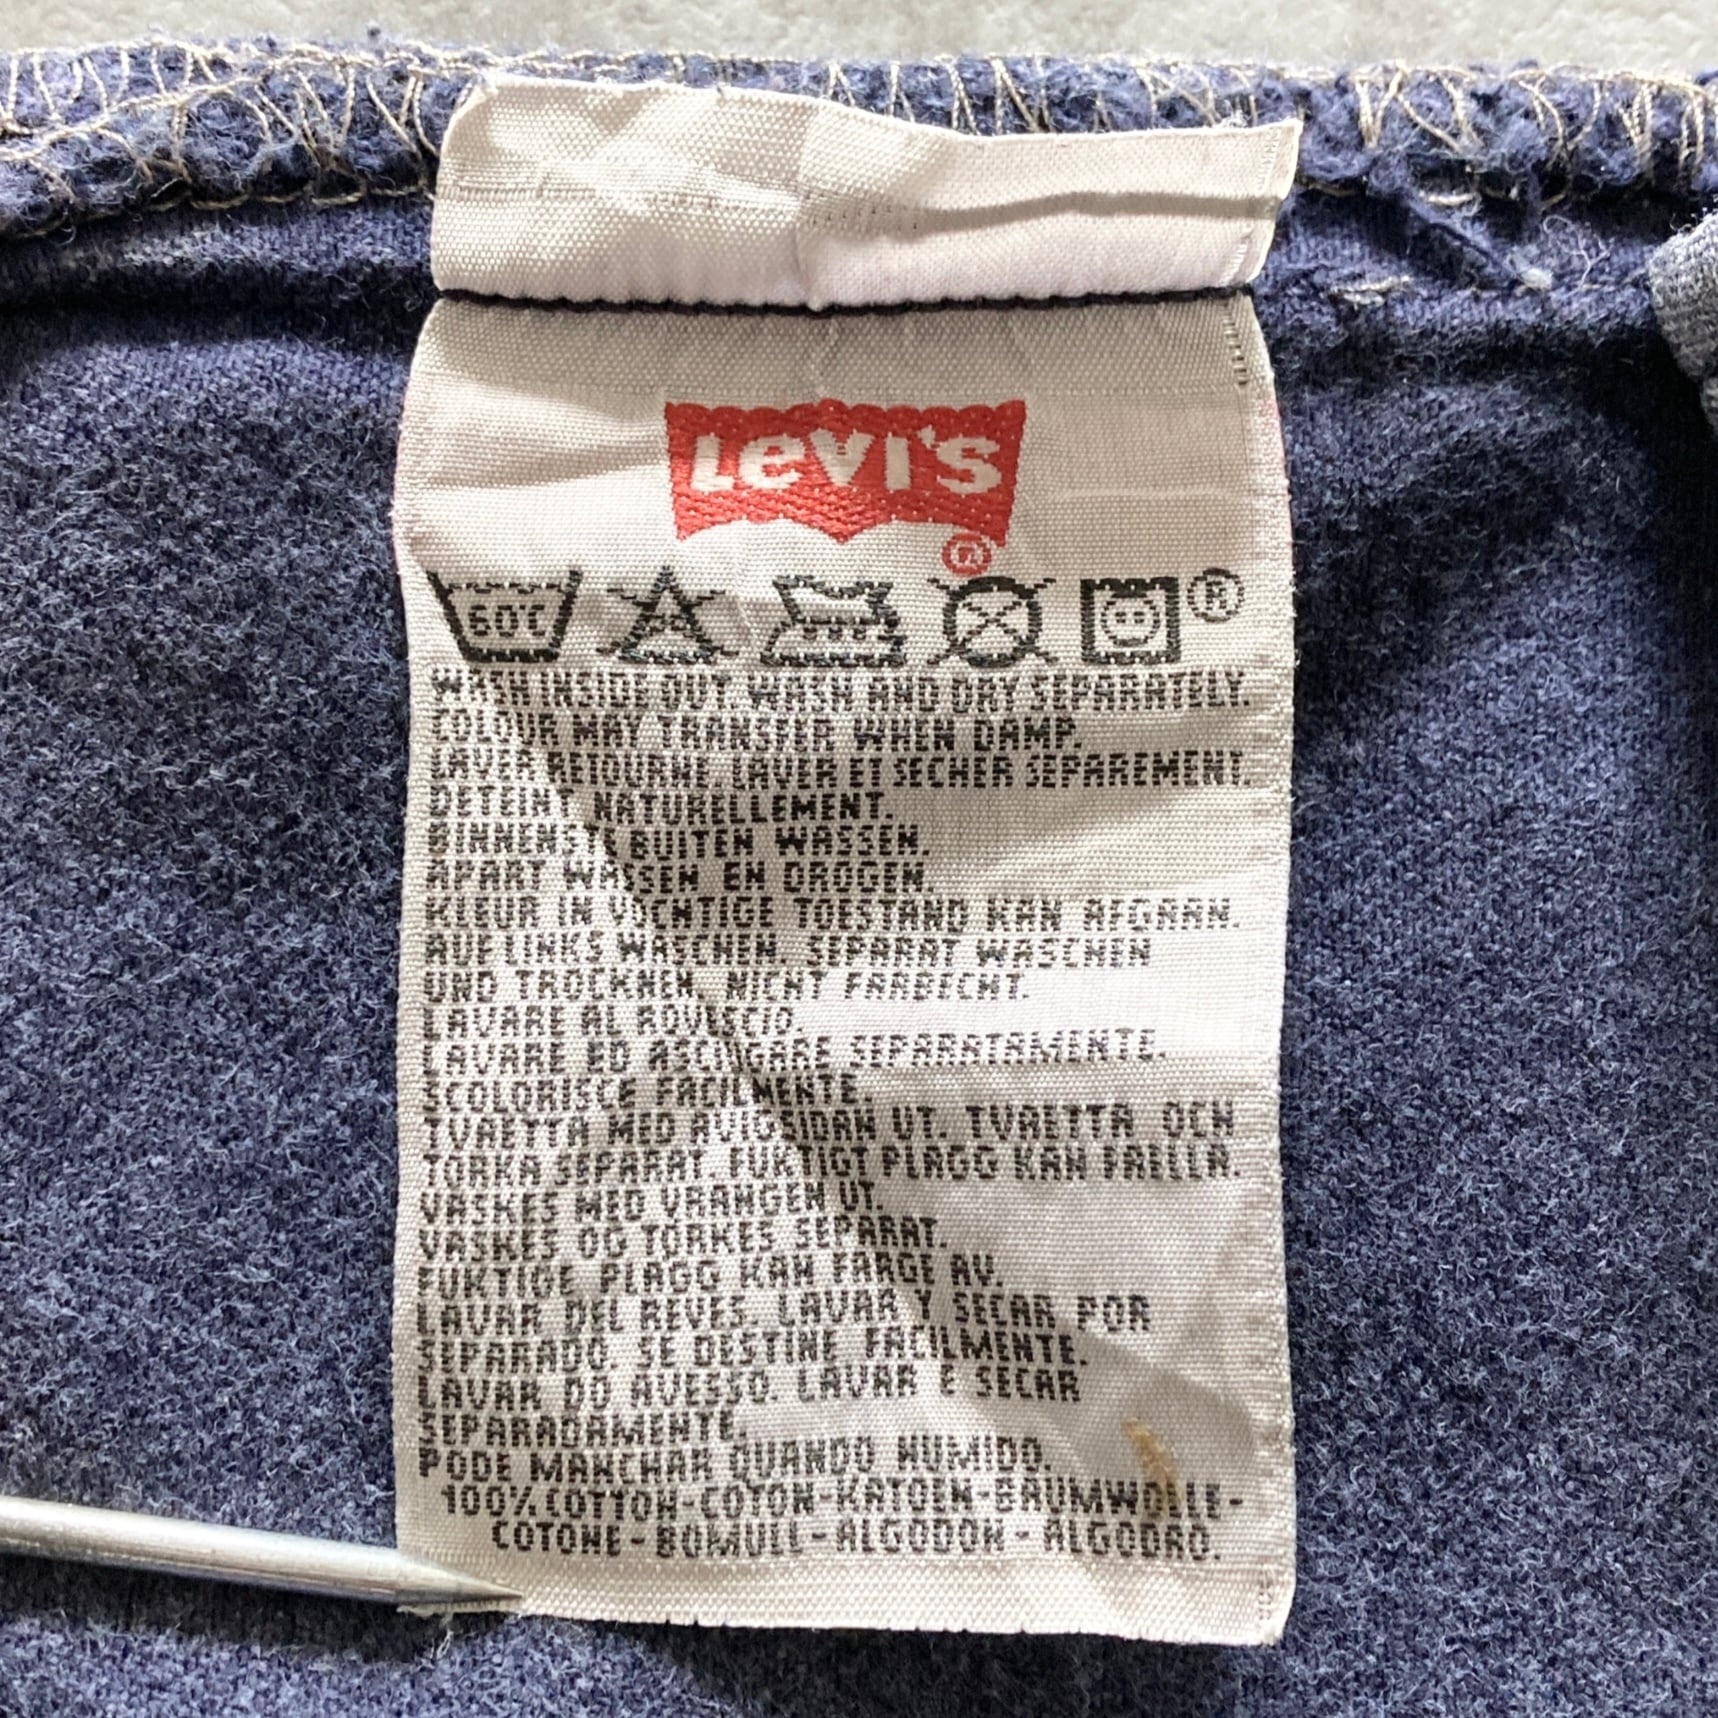 Levi's
®
60°C
®
WASH INSIDE OUT WASH AND DRY SEPARATELY.
COLOUR MAY TRANSFER WHEN DAMP.
LAVER RETOURNE. LAVER ET SECHER SEPAREMENT.
DETEINT NATURELLEMENT.
BINNENSTE BUITEN WASSEN.
APART WASSEN EN DROGEN.
KLEUR IN VOCHTIGE TOESTAND KAN AFGAAN.
AUF LINKS WASCHEN. SEPARAT WASCHEN
UND TROCKNEN. NICHT FARBECHT.
LAVARE AL ROVESCIO.
LAVARE ED ASCIUGARE SEPARATAMENTE.
SCOLORISCE FACILMENTE
TVAETTA MED AVIGSIDAN UT. TVAETTA OCH
TORKA SEPARAT. FUKTIGT PLAGG KAN FAELLA.
VASKES MED VRANGEN UT.
VASKES OG TORKES SEPARAT.
FUKTIGE PLAGG KAN FARGE AV.
LAVAR DEL REVES. LAVAR Y SECAR POR
SEPARADO. SE DESTINE FACILMENTE.
LAVAR DO AVESSO. LAVAR E SECAR
SEPARADAMENTE
PODE MANCHAR QUANDO HUMIDO.
100% COTTON-COTON-KATOEN-BAUMWOLLE-
COTONE-BOMULL-ALGODON-ALGODAO.